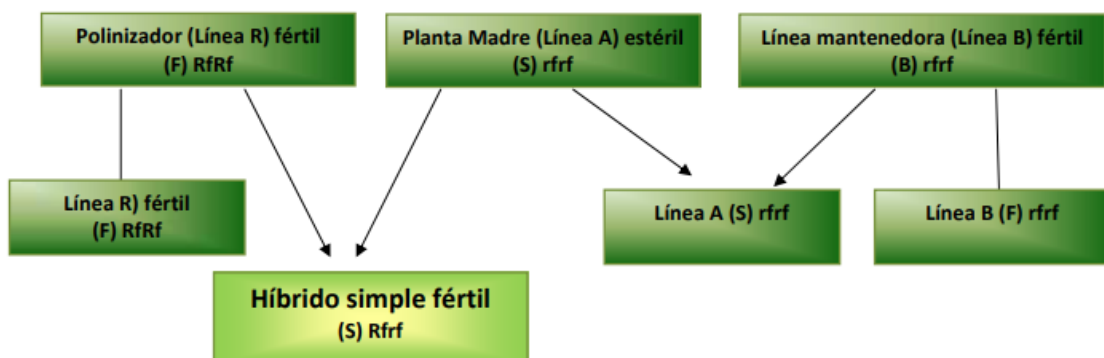 Polinizador (Línea R) fértil
(F) RfRf
Planta Madre (Línea A) estéril
(S) rfrf
Línea mantenedora (Línea B) fértil
(B) rfrf
Línea R) fértil
(F) RfRf
Línea A (S) rfrf
Línea B (F) rfrf
Híbrido simple fértil
(S) Rfrf